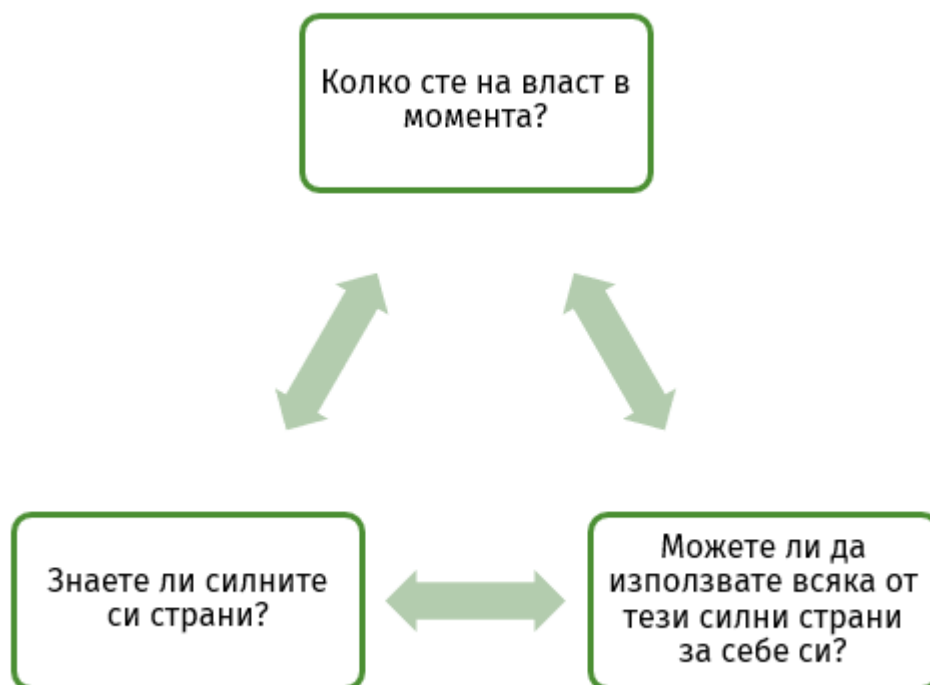 Колко сте на власт в
момента?
Знаете ли силните
си страни?
Можете ли да
използвате всяка от
тези силни страни
за себе си?